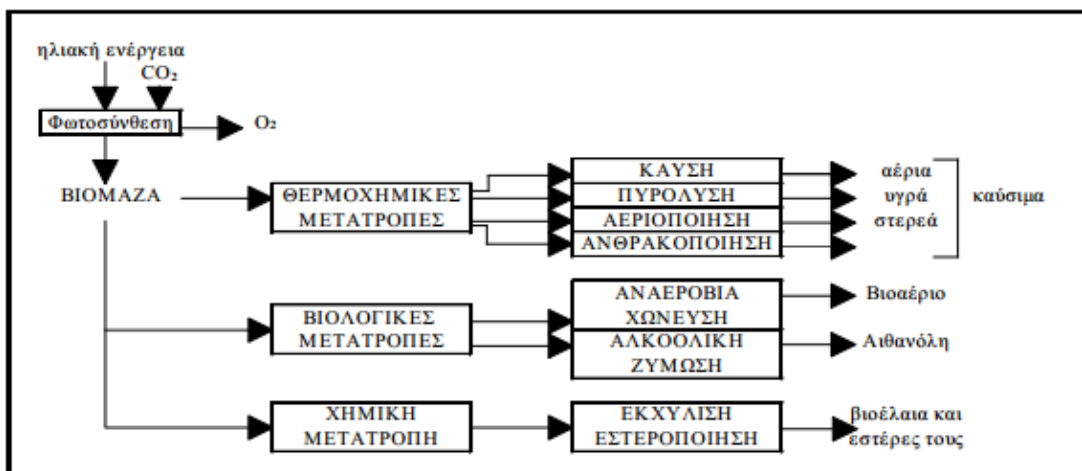 ηλιακή ενέργεια
CO₂
Φωτοσύνθεση
O₂
ΒΙΟΜΑΖΑ
ΘΕΡΜΟΧΗΜΙΚΕΣ
ΜΕΤΑΤΡΟΠΕΣ
ΚΑΥΣΗ
ΠΥΡΟΛΥΣΗ
ΑΕΡΙΟΠΟΙΗΣΗ
ΑΝΘΡΑΚΟΠΟΙΗΣΗ
αέρια
υγρά
στερεά
καύσιμα
ΒΙΟΛΟΓΙΚΕΣ
ΜΕΤΑΤΡΟΠΕΣ
ΑΝΑΕΡΟΒΙΑ
ΧΩΝΕΥΣΗ
ΑΛΚΟΟΛΙΚΗ
ΖΥΜΩΣΗ
Βιοαέριο
Αιθανόλη
ΧΗΜΙΚΗ
ΜΕΤΑΤΡΟΠΗ
ΕΚΧΥΛΙΣΗ
ΕΣΤΕΡΟΠΟΙΗΣΗ
βιοέλαια και
εστέρες τους